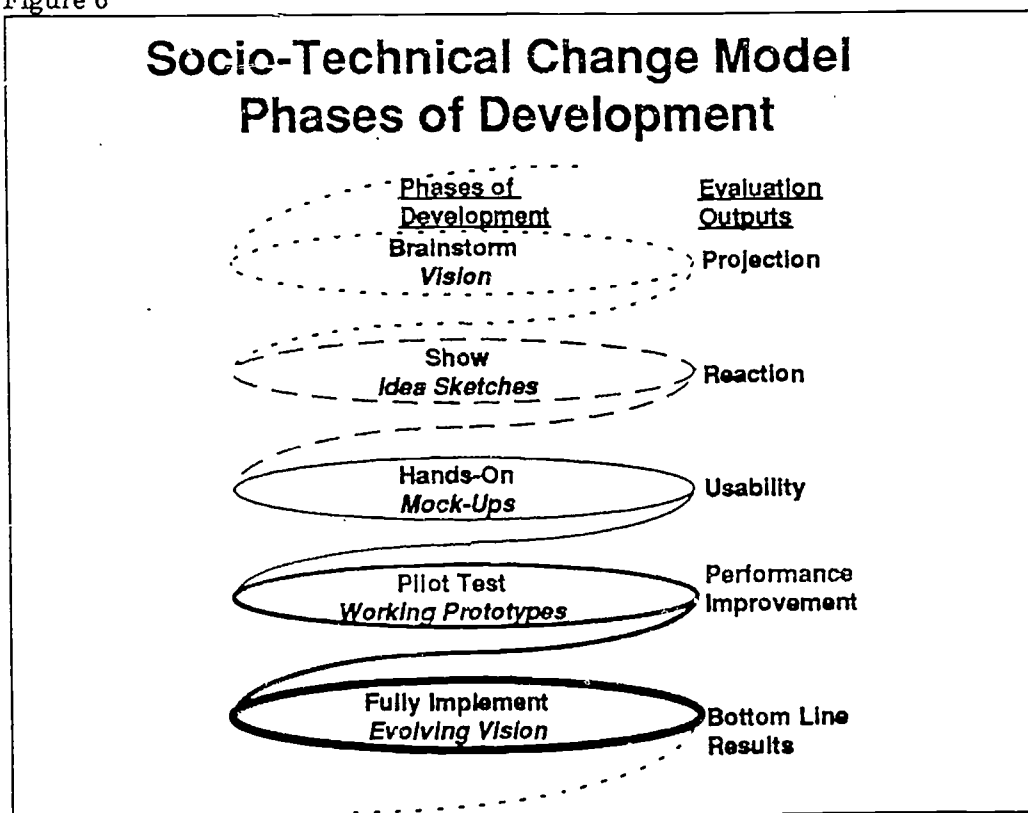 Figure 6
Socio-Technical Change Model
Phases of Development
Phases of
Development
Evaluation
Outputs
Brainstorm
Vision
Projection
Show
Idea Sketches
Reaction
Hands-On
Mock-Ups
Usability
Pilot Test
Working Prototypes
Performance
Improvement
Fully Implement
Evolving Vision
Bottom Line
Results